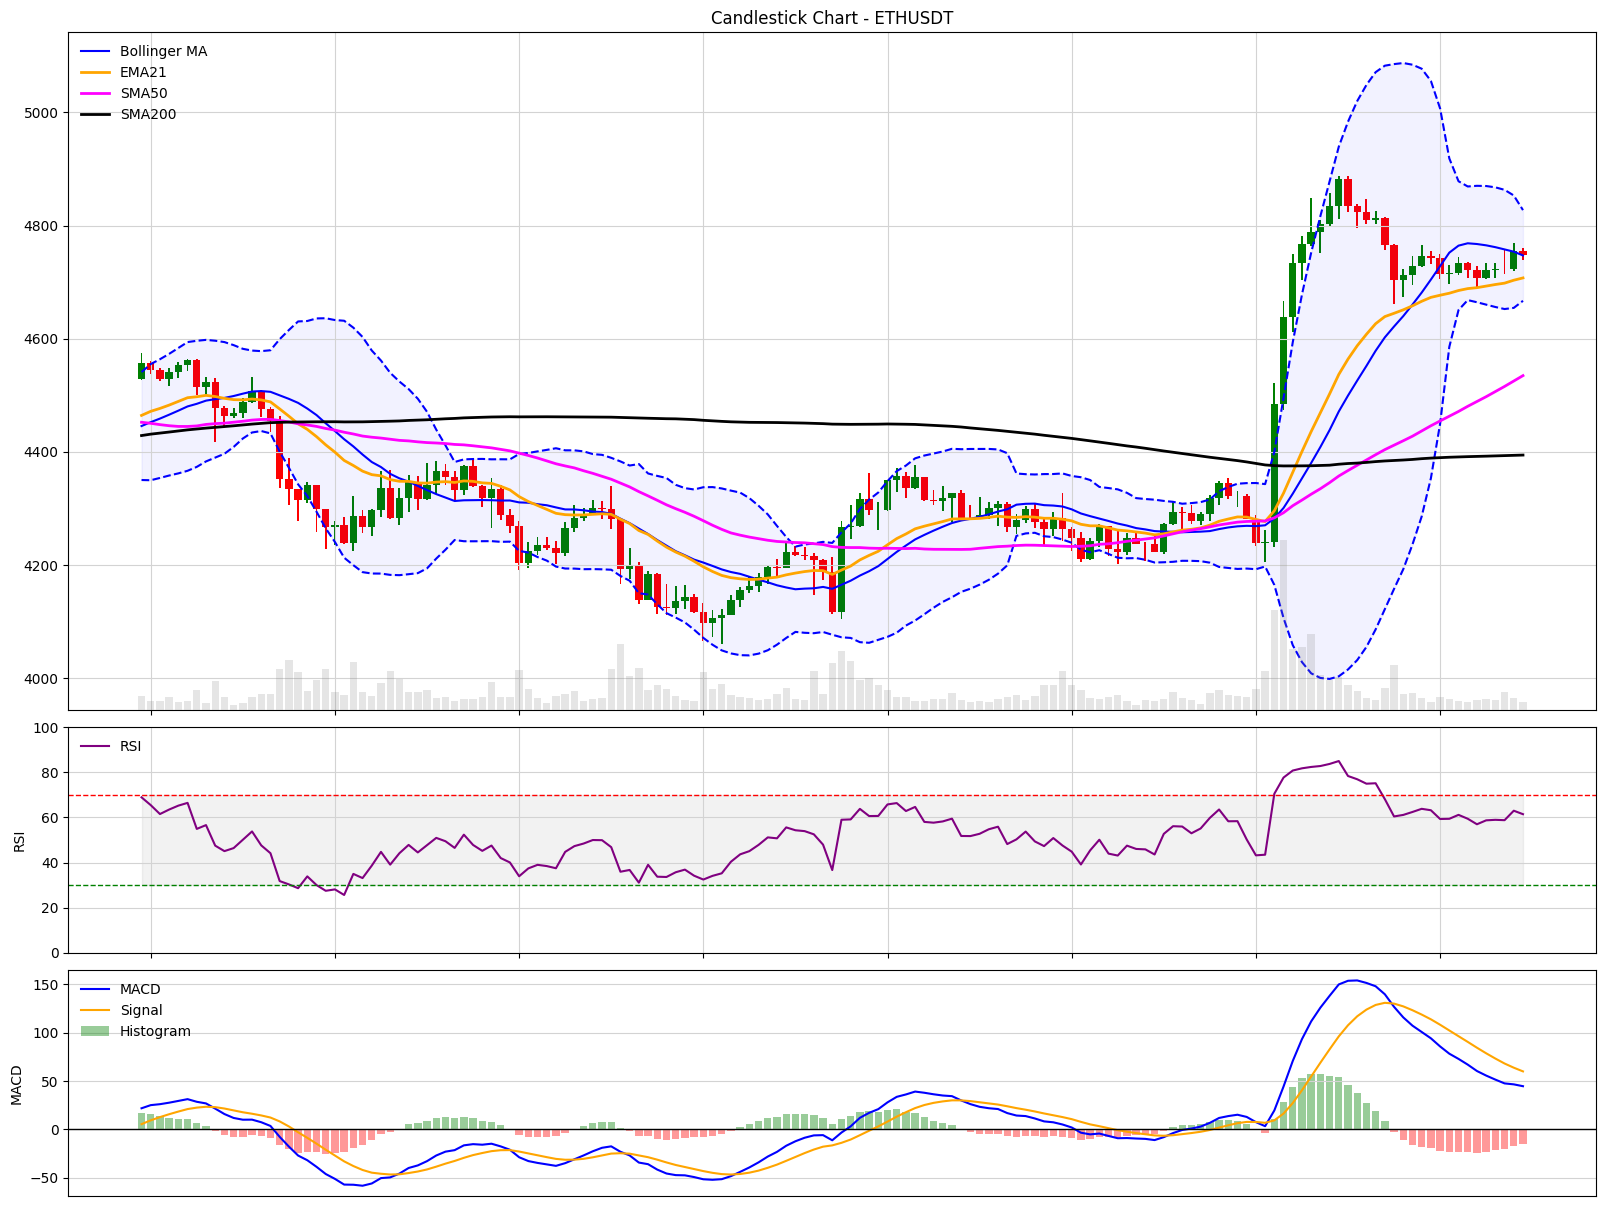 Candlestick Chart - ETHUSDT
Bollinger MA
EMA21
SMA50
SMA200
5000
4800
4600
4400
4200
4000
RSI
100
80
60
40
20
0
RSI
MACD
Signal
Histogram
150
100
50
0
−50
MACD